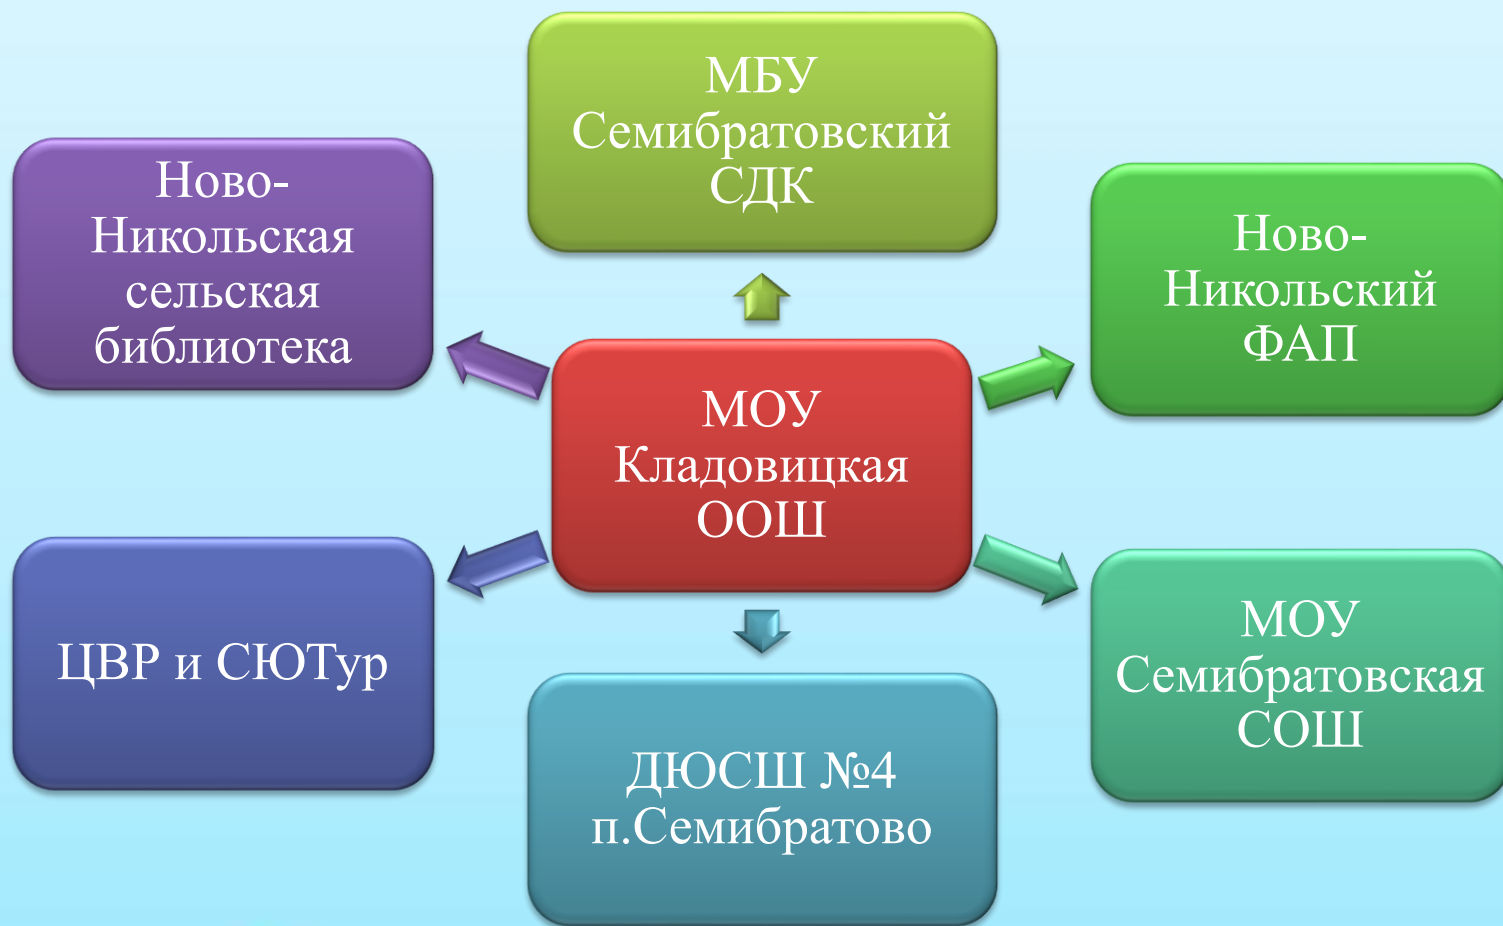 МБУ
Семибратовский
СДК
Ново-
Никольская
сельская
библиотека
Ново-
Никольский
ФАП
МОУ
Кладовицкая
ООШ
ЦВР и СЮТур
МОУ
Семибратовская
СОШ
ДЮСШ №4
п.Семибратово